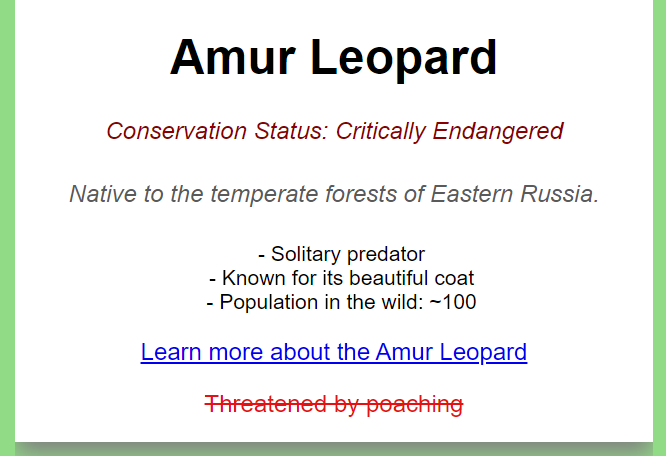 Amur Leopard
Conservation Status: Critically Endangered
Native to the temperate forests of Eastern Russia.
- Solitary predator
- Known for its beautiful coat
- Population in the wild: ~100
Learn more about the Amur Leopard
Threatened by poaching